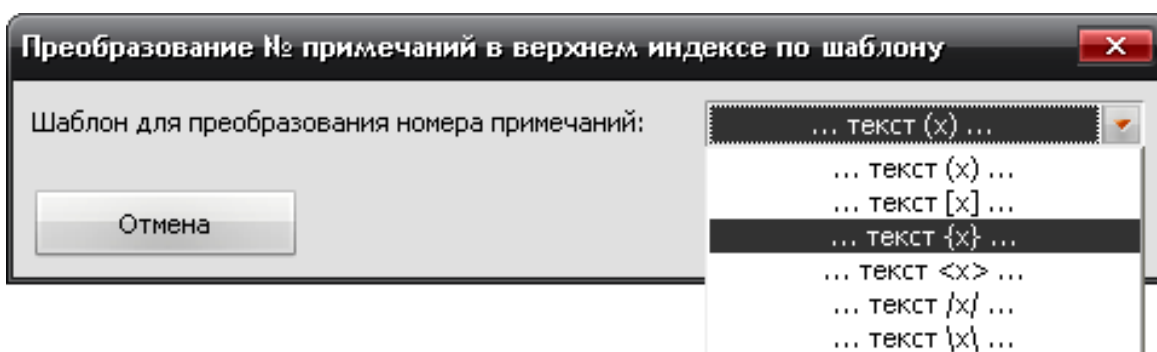 Преобразование № примечаний в верхнем индексе по шаблону
Шаблон для преобразования номера примечаний:
... текст (x) ...
... текст (x) ...
... текст [x] ...
... текст {x} ...
... текст <x> ...
... текст /x/ ...
... текст \x\ ...
Отмена